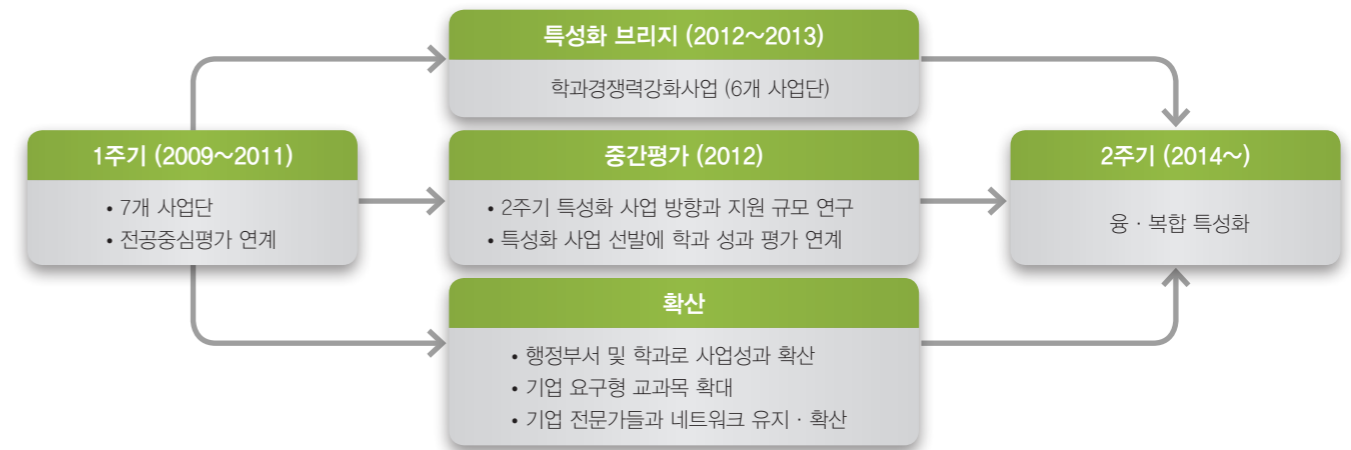 특성화 브리지 (2012~2013)
학과경쟁력강화사업 (6개 사업단)
1주기 (2009~2011)
• 7개 사업단
• 전공중심평가 연계
중간평가 (2012)
• 2주기 특성화 사업 방향과 지원 규모 연구
• 특성화 사업 선발에 학과 성과 평가 연계
확산
• 행정부서 및 학과로 사업성과 확산
• 기업 요구형 교과목 확대
• 기업 전문가들과 네트워크 유지 · 확산
2주기 (2014~)
융 · 복합 특성화